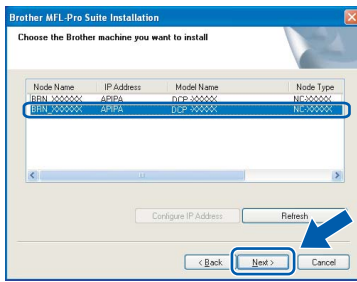 Brother MFL-Pro Suite Installation
Choose the Brother machine you want to install
Node Name IP Address Model Name Node Type
BRN_XXXXXX APIPA DCP-XXXXX NC-XXXXX
BRN_XXXXXX APIPA DCP-XXXXX NC-XXXXX
Configure IP Address Refresh
< Back Next > Cancel